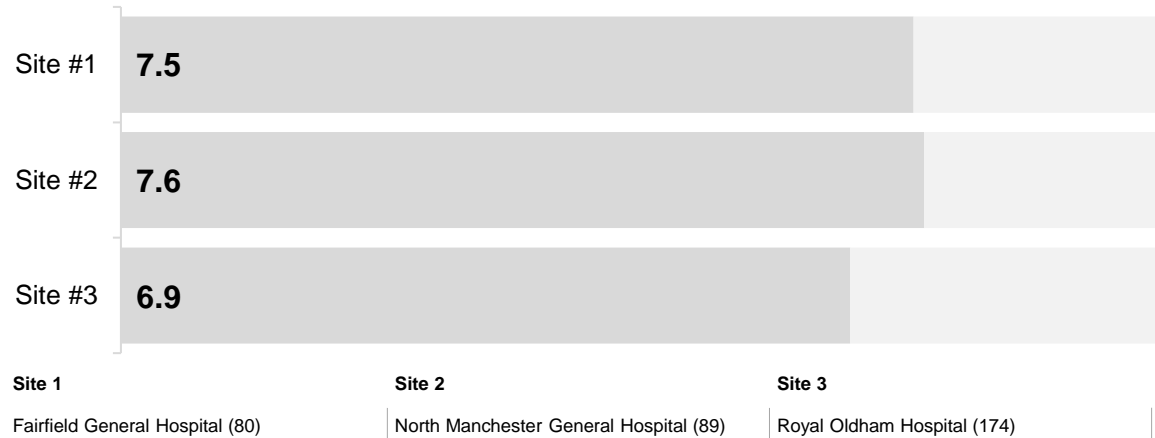 Site #1 7.5
Site #2 7.6
Site #3 6.9
Site 1 Site 2 Site 3
Fairfield General Hospital (80) North Manchester General Hospital (89) Royal Oldham Hospital (174)